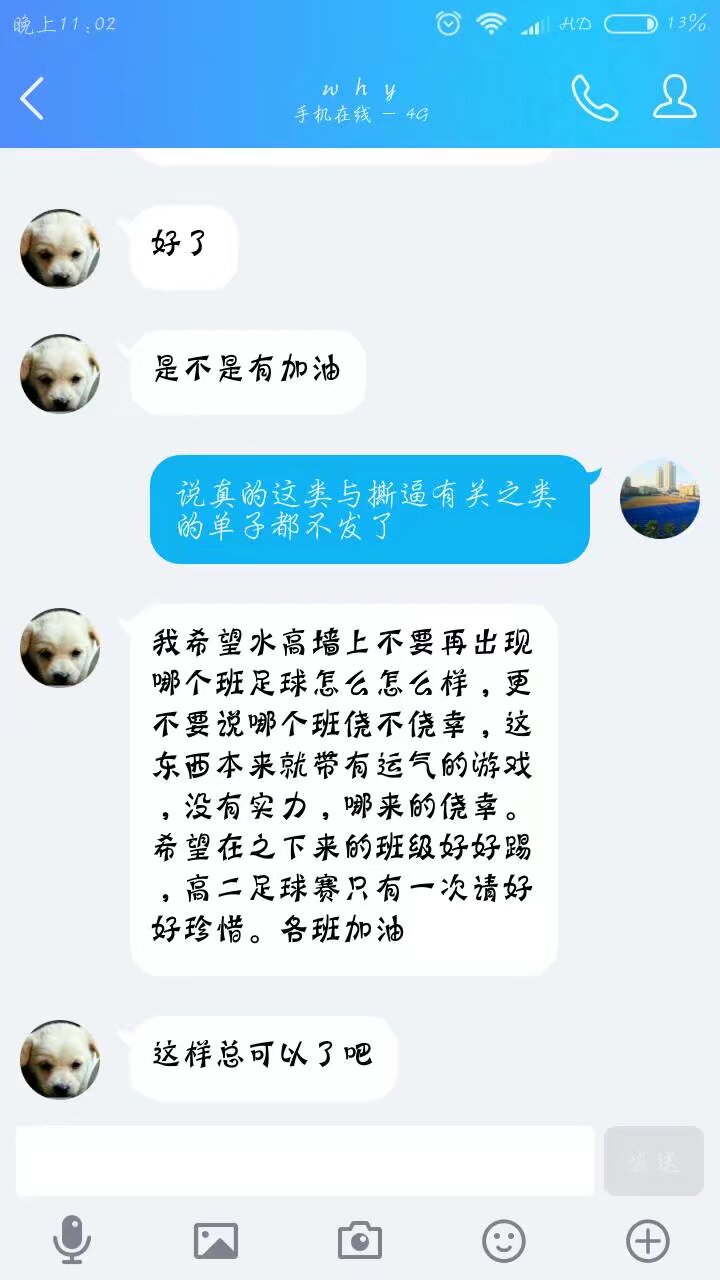 晚上11:02
HD
13%
why
手机在线 - 4G
好了
是不是有加油
说真的这类与撕逼有关之类
的单子都不发了
我希望水高墙上不要再出现
哪个班足球怎么怎么样，更
不要说哪个班侥不侥幸，这
东西本来就带有运气的游戏
，没有实力，哪来的侥幸。
希望在之下来的班级好好踢
，高二足球赛只有一次请好
好珍惜。各班加油
这样总可以了吧
发送